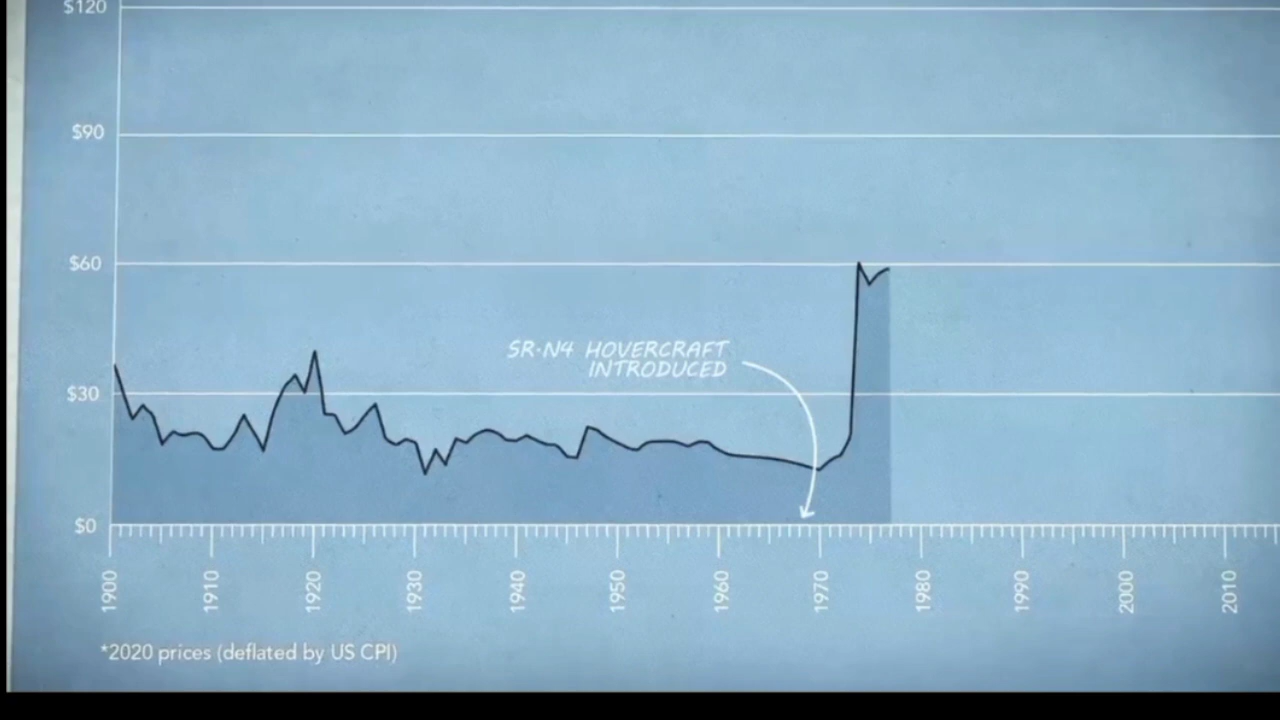 $120
$90
$60
SR·N4 HOVERCRAFT
INTRODUCED
$30
$0
1900 1910 1920 1930 1940 1950 1960 1970 1980 1990 2000 2010
*2020 prices (deflated by US CPI)